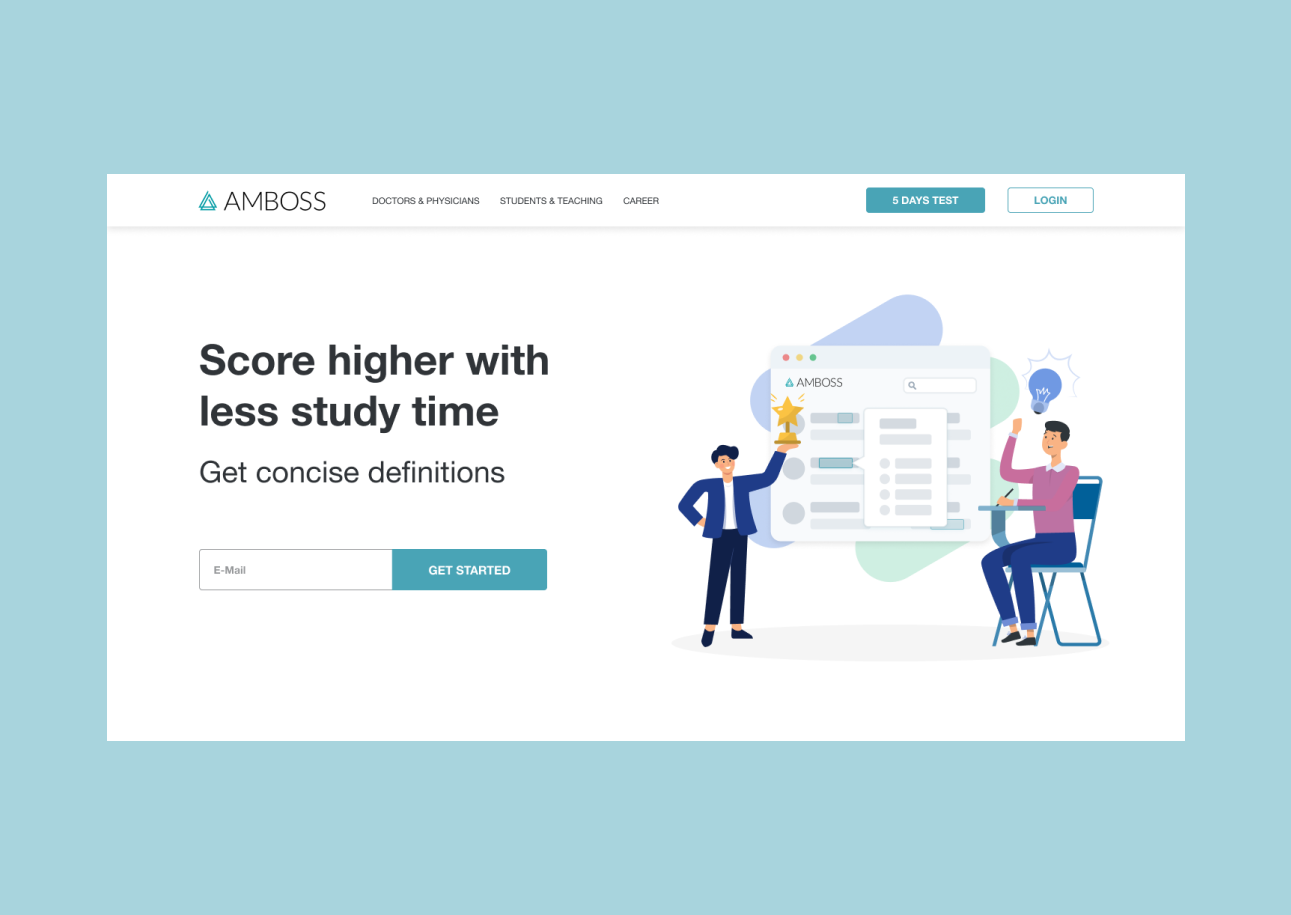 AMBOSS
DOCTORS & PHYSICIANS
STUDENTS & TEACHING
CAREER
5 DAYS TEST
LOGIN
Score higher with
less study time
Get concise definitions
E-Mail
GET STARTED
AMBOSS